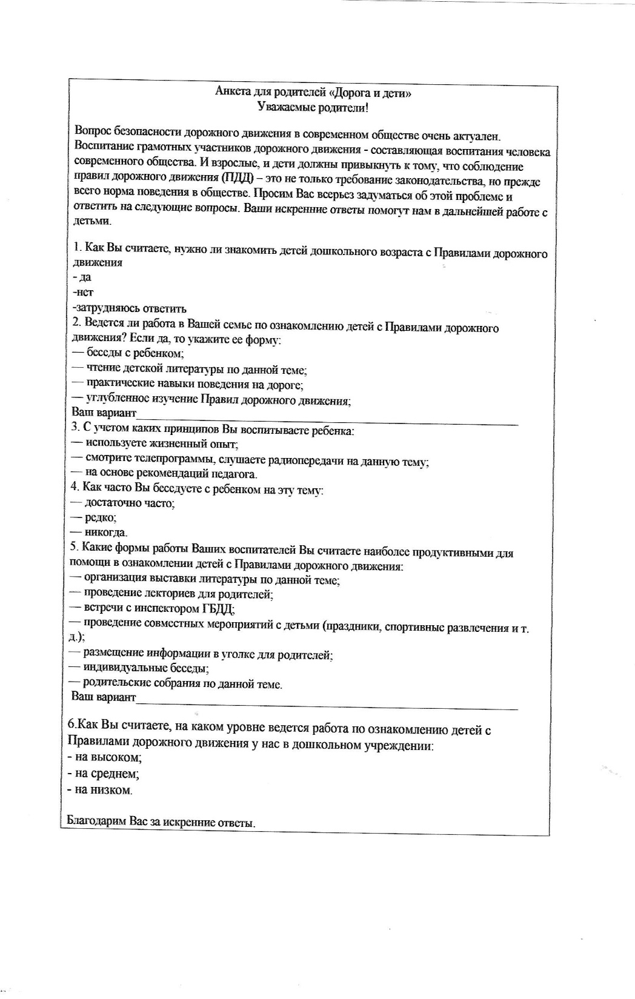 Анкета для родителей «Дорога и дети»
Уважаемые родители!
Вопрос безопасности дорожного движения в современном обществе очень актуален.
Воспитание грамотных участников дорожного движения - составляющая воспитания человека
современного общества. И взрослые, и дети должны привыкнуть к тому, что соблюдение
правил дорожного движения (ПДД) – это не только требование законодательства, но прежде
всего норма поведения в обществе. Просим Вас всерьез задуматься об этой проблеме и
ответить на следующие вопросы. Ваши искренние ответы помогут нам в дальнейшей работе с
детьми.
1. Как Вы считаете, нужно ли знакомить детей дошкольного возраста с Правилами дорожного
движения
- да
-нет
-затрудняюсь ответить
2. Ведется ли работа в Вашей семье по ознакомлению детей с Правилами дорожного
движения? Если да, то укажите ее форму:
— беседы с ребенком;
— чтение детской литературы по данной теме;
— практические навыки поведения на дороге;
— углубленное изучение Правил дорожного движения;
Ваш вариант___
3. С учетом каких принципов Вы воспитываете ребенка:
— используете жизненный опыт;
— смотрите телепрограммы, слушаете радиопередачи на данную тему;
— на основе рекомендаций педагога.
4. Как часто Вы беседуете с ребенком на эту тему:
— достаточно часто;
— редко;
— никогда.
5. Какие формы работы Ваших воспитателей Вы считаете наиболее продуктивными для
помощи в ознакомлении детей с Правилами дорожного движения:
— организация выставки литературы по данной теме;
— проведение лекториев для родителей;
— встречи с инспектором ГБДД;
— проведение совместных мероприятий с детьми (праздники, спортивные развлечения и т.
д.);
— размещение информации в уголке для родителей;
— индивидуальные беседы;
— родительские собрания по данной теме.
Ваш вариант___
6.Как Вы считаете, на каком уровне ведется работа по ознакомлению детей с
Правилами дорожного движения у нас в дошкольном учреждении:
- на высоком;
- на среднем;
- на низком.
Благодарим Вас за искренние ответы.